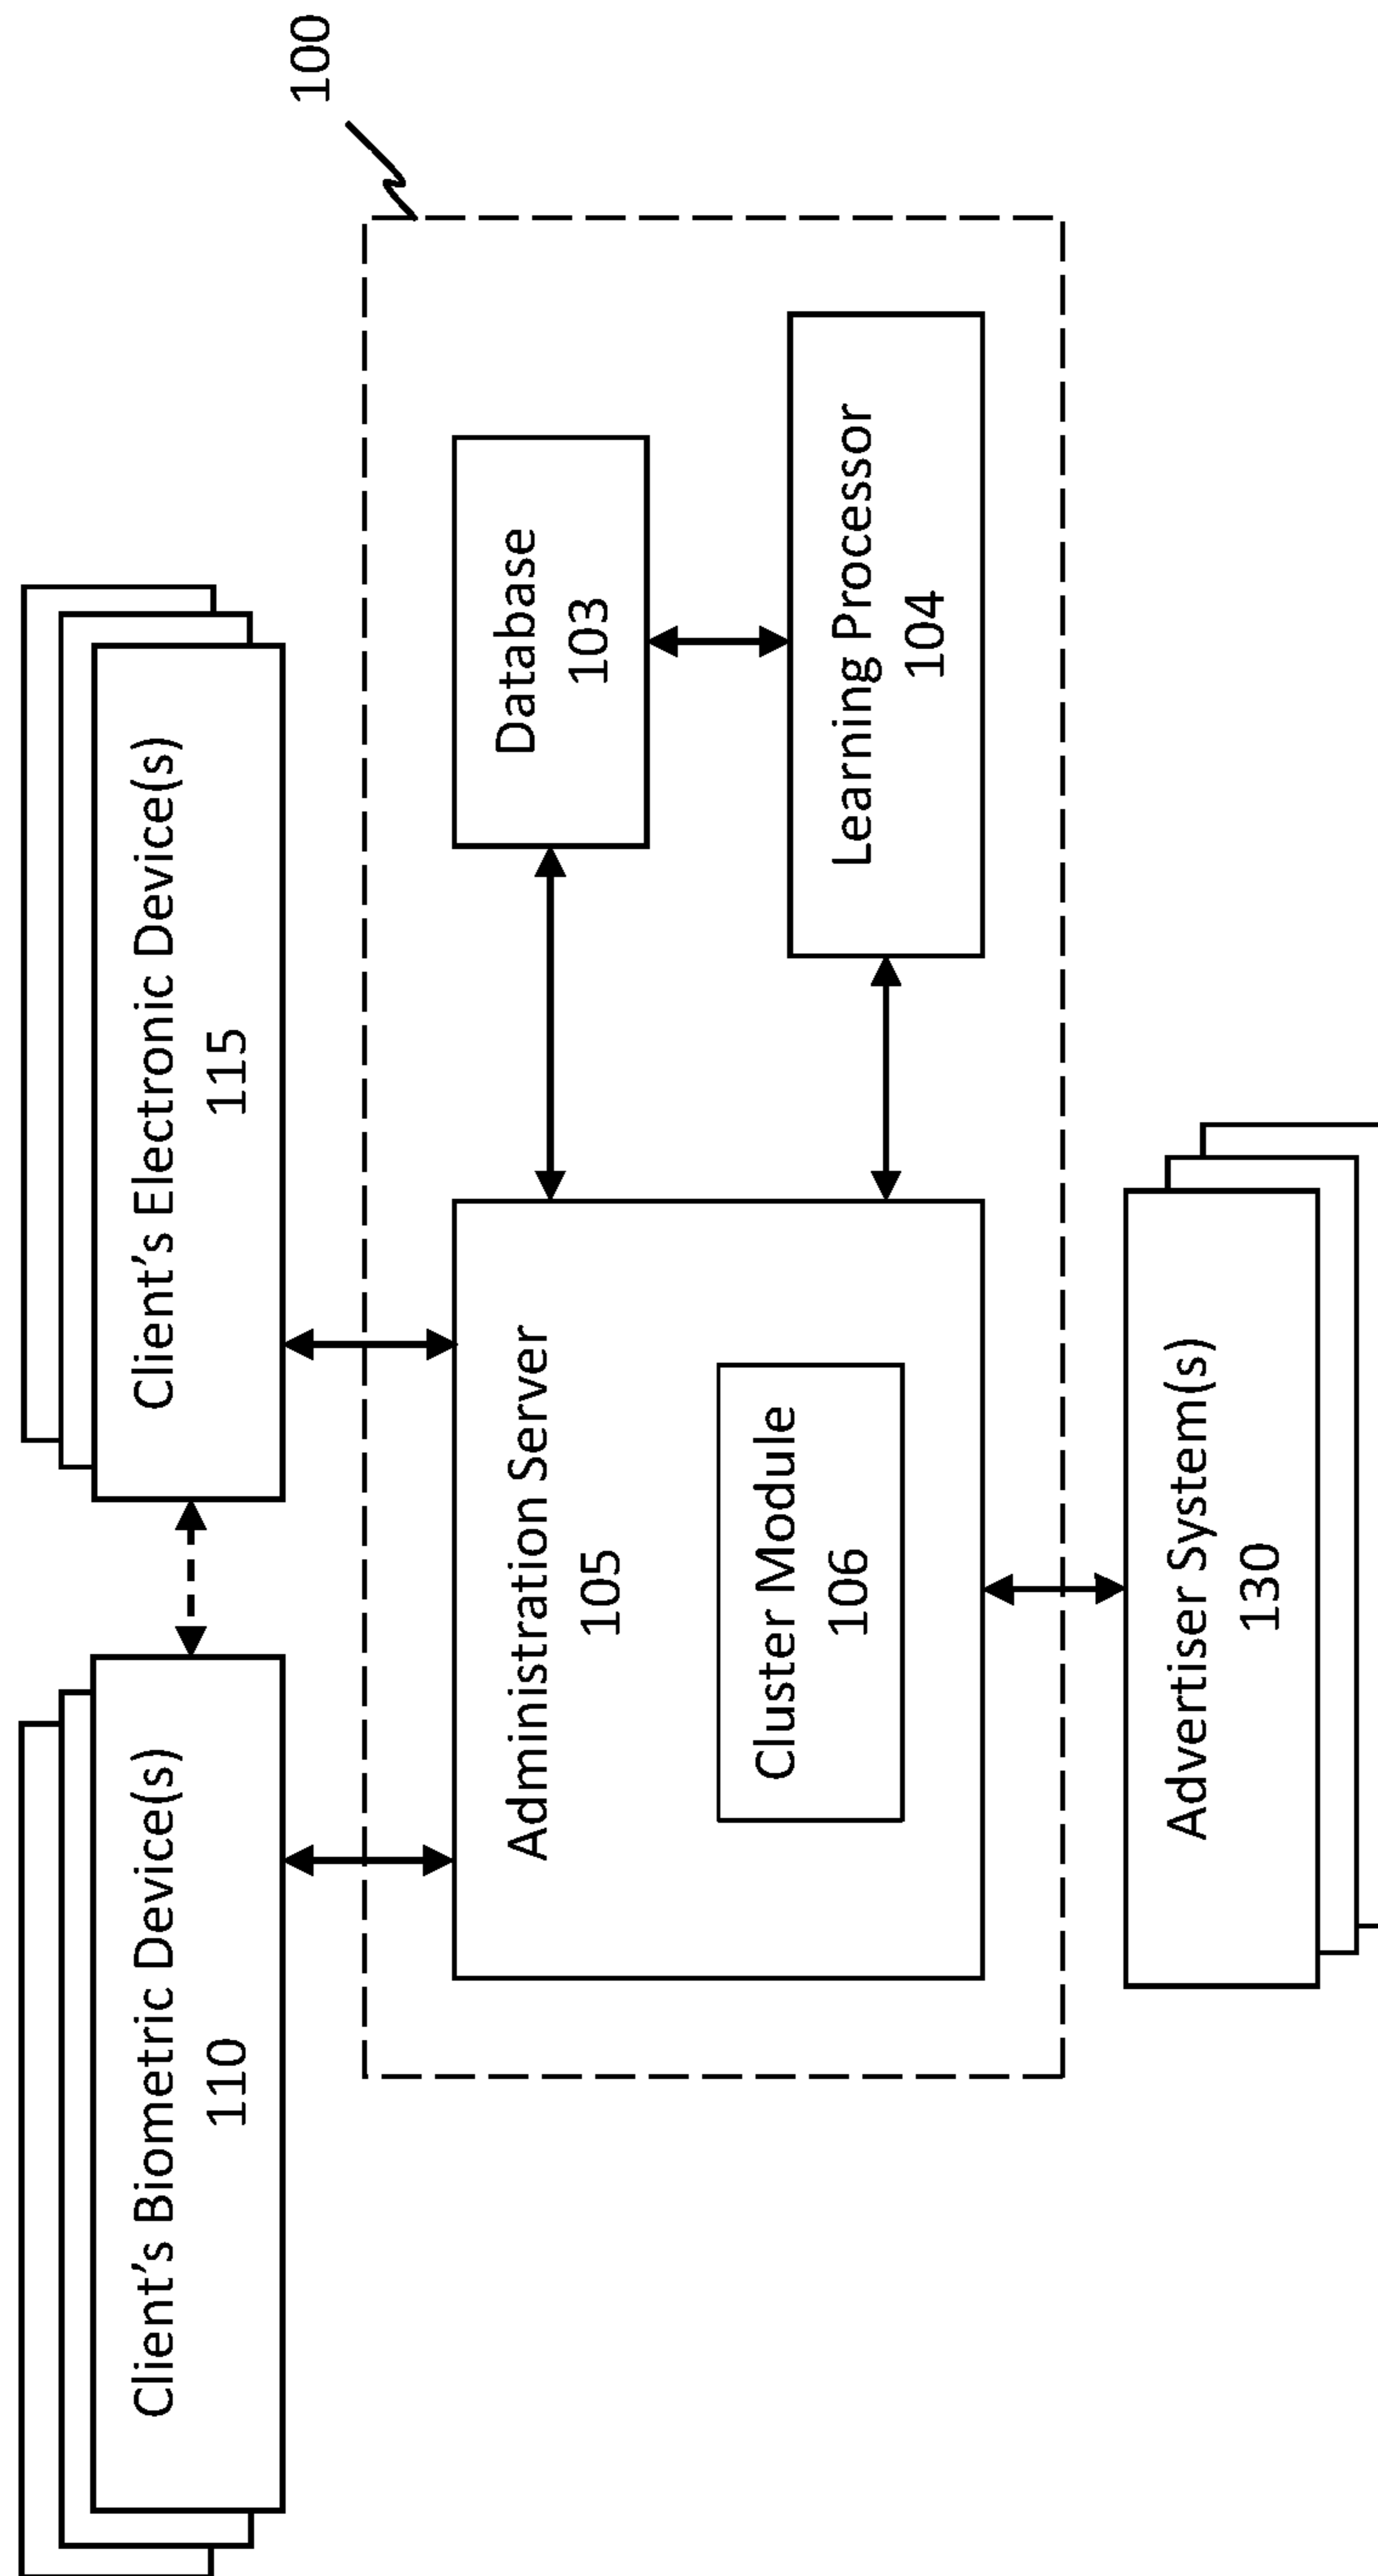 100
Client’s Biometric Device(s)
110
Client’s Electronic Device(s)
115
Administration Server
105
Cluster Module
106
Database
103
Learning Processor
104
Advertiser System(s)
130